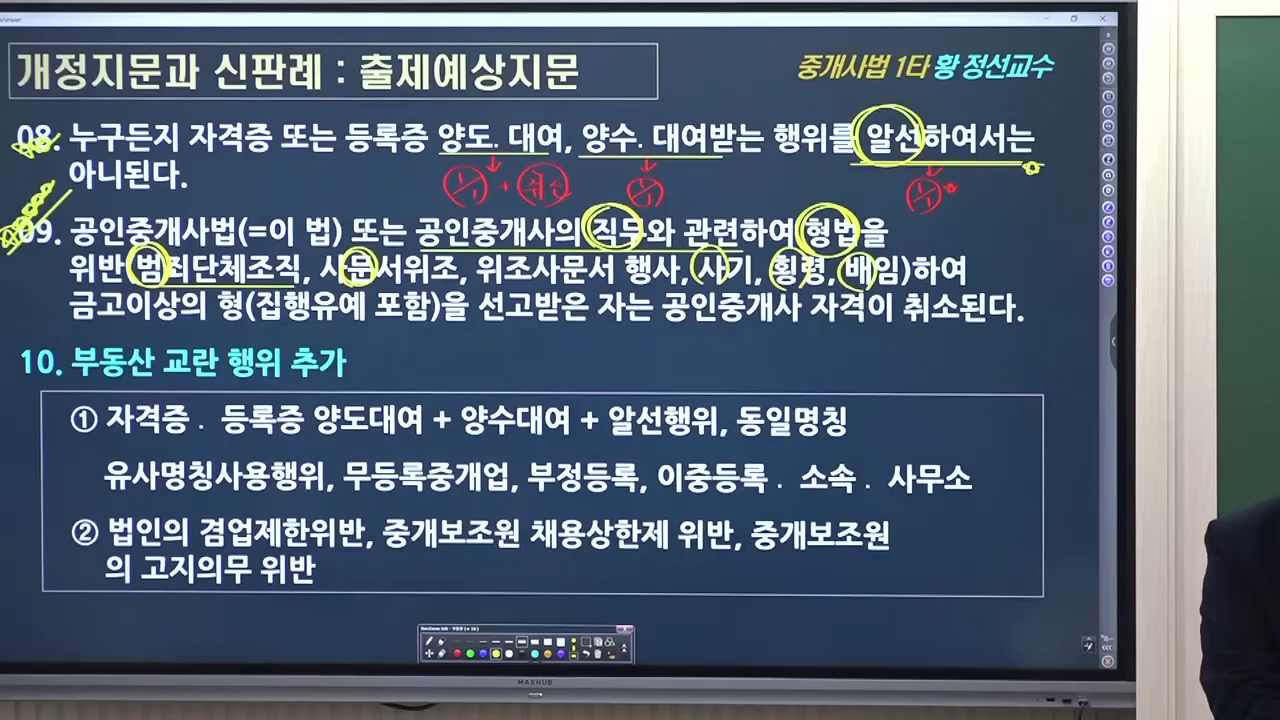 Viewer
개정지문과 신판례 : 출제예상지문
중개사법 1타 황 정선교수
08. 누구든지 자격증 또는 등록증 양도. 대여, 양수. 대여받는 행위를 알선하여서는
아니된다.
1/1 + 취소 1/1 1/1
09. 공인중개사법(=이 법) 또는 공인중개사의 직무와 관련하여 형법을
위반(범죄단체조직, 사문서위조, 위조사문서 행사, 사기, 횡령, 배임)하여
금고이상의 형(집행유예 포함)을 선고받은 자는 공인중개사 자격이 취소된다.
10. 부동산 교란 행위 추가
① 자격증 . 등록증 양도대여 + 양수대여 + 알선행위, 동일명칭
유사명칭사용행위, 무등록중개업, 부정등록, 이중등록 . 소속 . 사무소
② 법인의 겸업제한위반, 중개보조원 채용상한제 위반, 중개보조원
의 고지의무 위반
MAXHUB